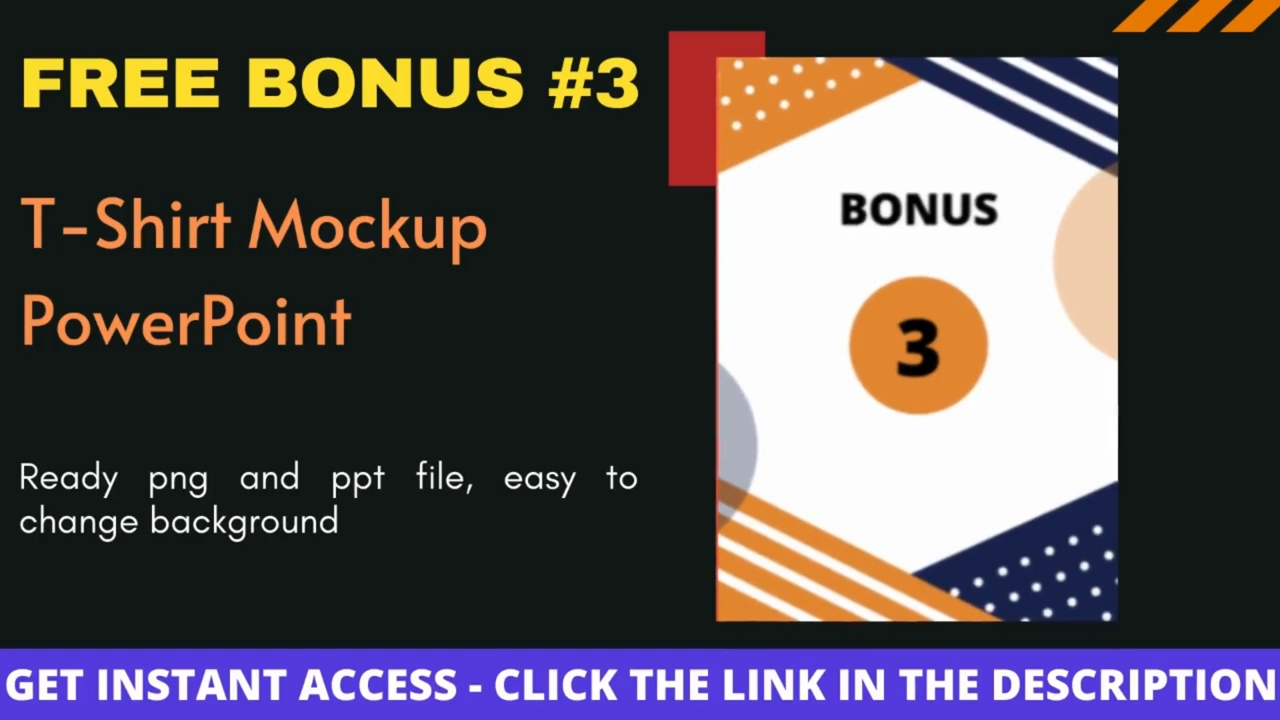 FREE BONUS #3
T-Shirt Mockup
PowerPoint
Ready png and ppt file, easy to
change background
BONUS
3
GET INSTANT ACCESS - CLICK THE LINK IN THE DESCRIPTION